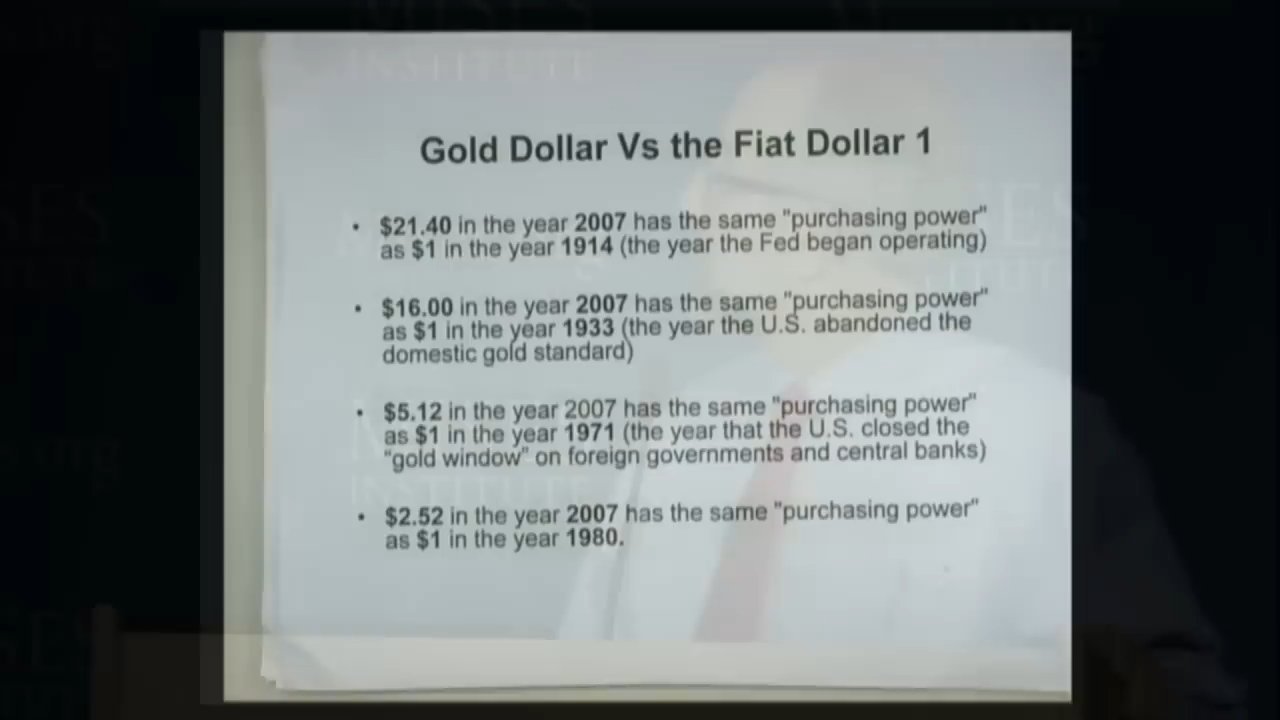 MISES
INSTITUTE
Gold Dollar Vs the Fiat Dollar 1
• $21.40 in the year 2007 has the same "purchasing power"
as $1 in the year 1914 (the year the Fed began operating)
• $16.00 in the year 2007 has the same "purchasing power"
as $1 in the year 1933 (the year the U.S. abandoned the
domestic gold standard)
• $5.12 in the year 2007 has the same "purchasing power"
as $1 in the year 1971 (the year that the U.S. closed the
"gold window" on foreign governments and central banks)
• $2.52 in the year 2007 has the same "purchasing power"
as $1 in the year 1980.